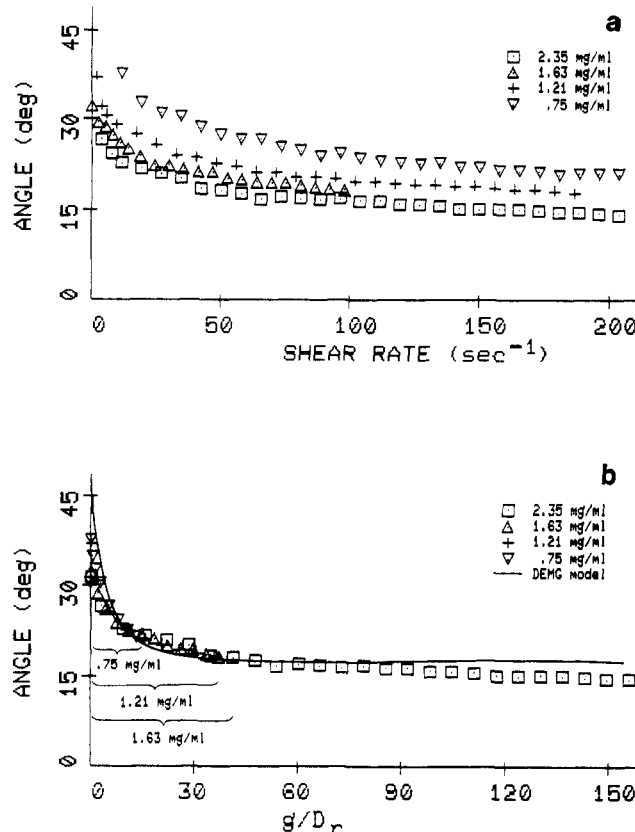 a
45
30
15
0
ANGLE (deg)
2.35 mg/ml
1.63 mg/ml
1.21 mg/ml
.75 mg/ml
0 50 100 150 200
SHEAR RATE (sec⁻¹)
b
45
30
15
0
ANGLE (deg)
2.35 mg/ml
1.63 mg/ml
1.21 mg/ml
.75 mg/ml
DEMG model
.75 mg/ml
1.21 mg/ml
1.63 mg/ml
0 30 60 90 120 150
g/Dr